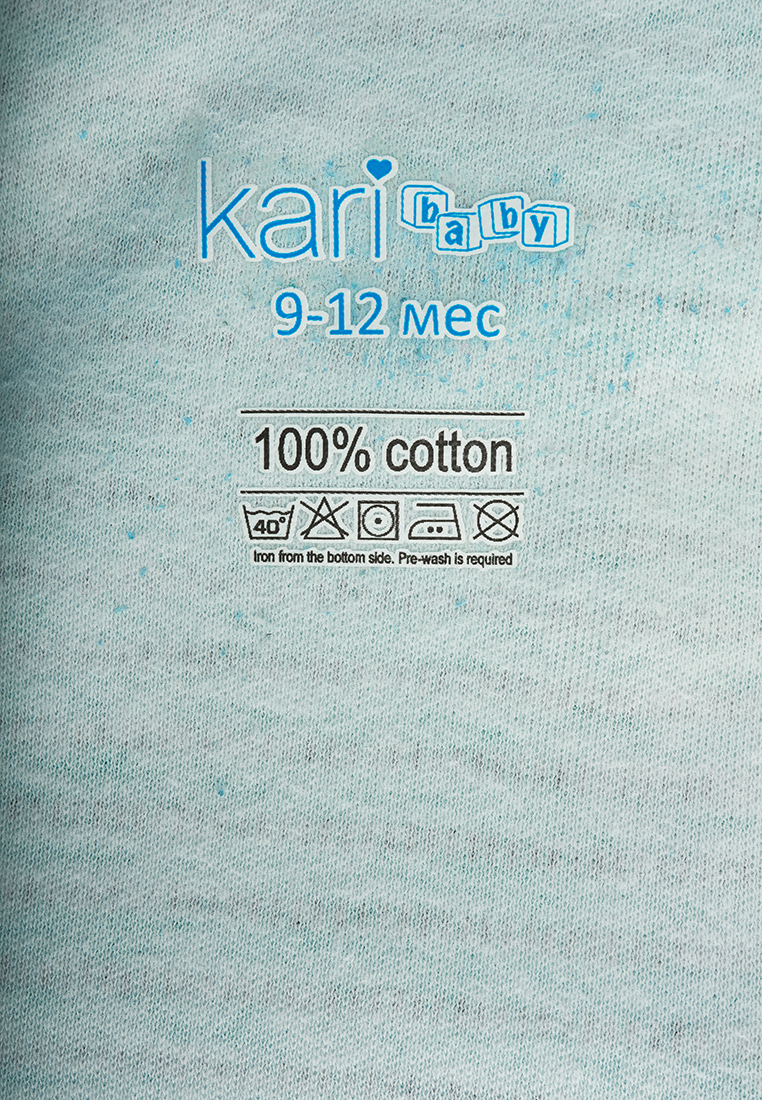 kari baby
9-12 мес
100% cotton
40°
Iron from the bottom side. Pre-wash is required